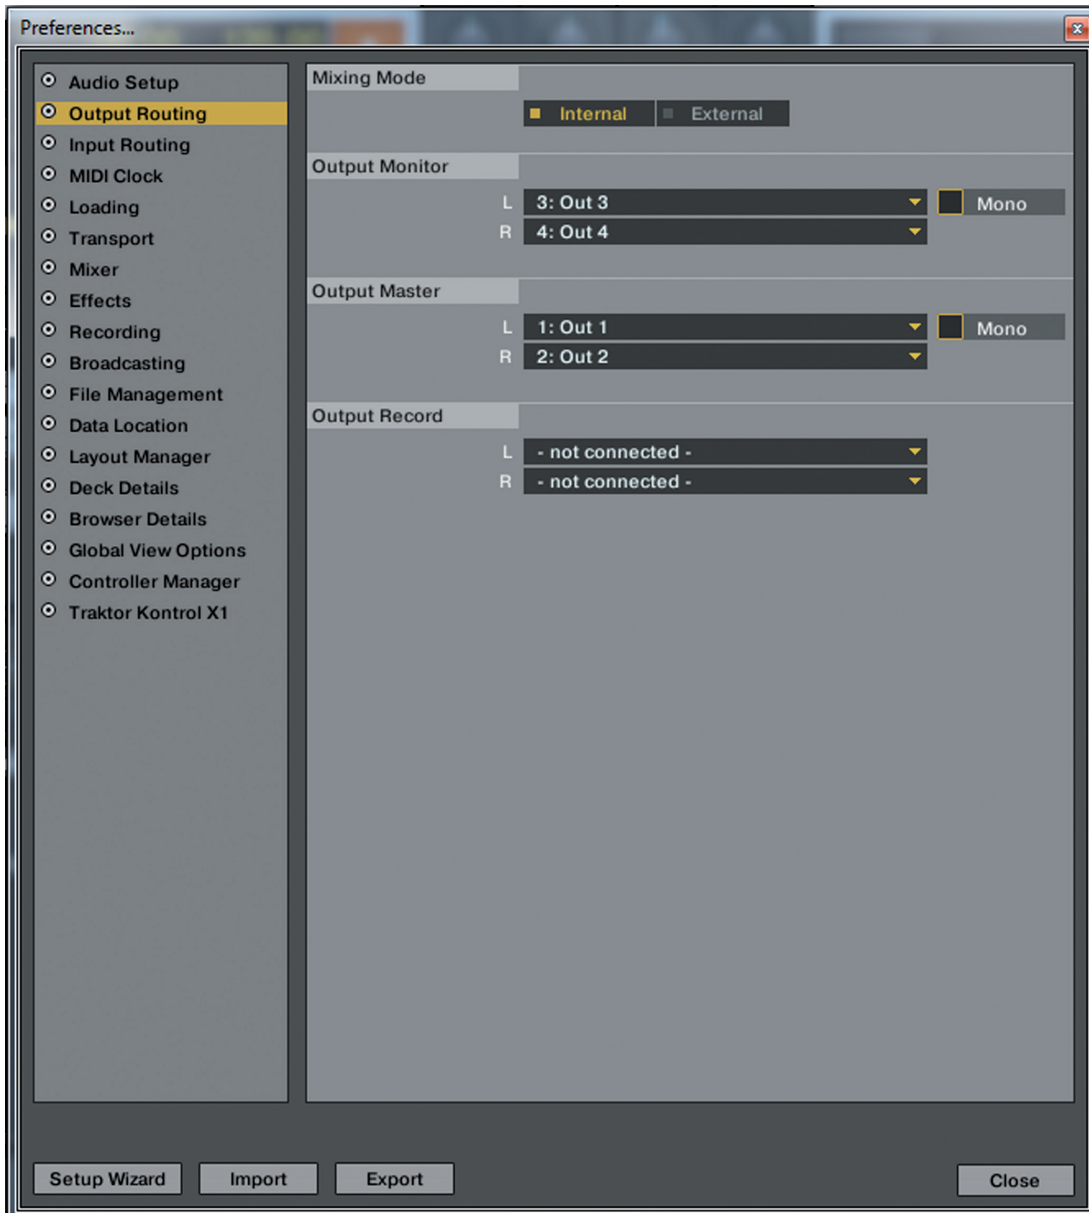 Preferences...
Audio Setup
Output Routing
Input Routing
MIDI Clock
Loading
Transport
Mixer
Effects
Recording
Broadcasting
File Management
Data Location
Layout Manager
Deck Details
Browser Details
Global View Options
Controller Manager
Traktor Kontrol X1
Mixing Mode
Internal External
Output Monitor
L 3: Out 3 Mono
R 4: Out 4
Output Master
L 1: Out 1 Mono
R 2: Out 2
Output Record
L - not connected -
R - not connected -
Setup Wizard Import Export Close